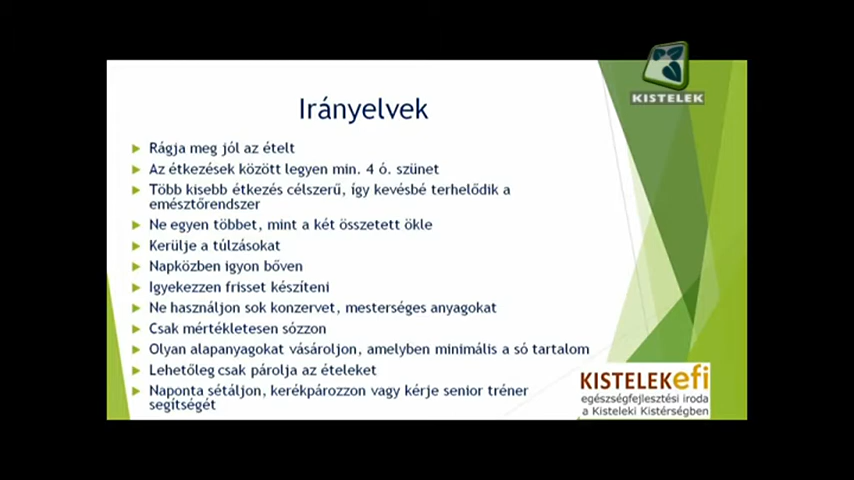 KISTELEK
Irányelvek
Rágja meg jól az ételt
Az étkezések között legyen min. 4 ó. szünet
Több kisebb étkezés célszerű, így kevésbé terhelődik a
emésztőrendszer
Ne egyen többet, mint a két összetett ökle
Kerülje a túlzásokat
Napközben igyon bőven
Igyekezzen frisset készíteni
Ne használjon sok konzervet, mesterséges anyagokat
Csak mértékletesen sózzon
Olyan alapanyagokat vásároljon, amelyben minimális a só tartalom
Lehetőleg csak párolja az ételeket
Naponta sétáljon, kerékpározzon vagy kérje senior tréner
segítségét
KISTELEKefi
egészségfejlesztési iroda
a Kisteleki Kistérségben